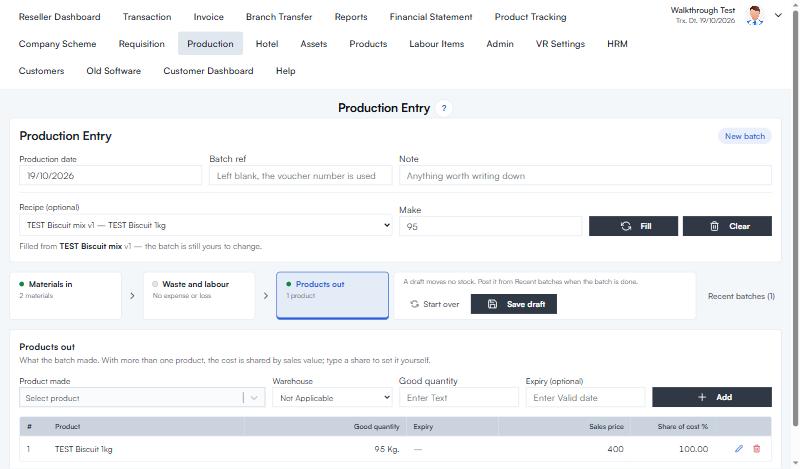 Reseller Dashboard Transaction Invoice Branch Transfer Reports Financial Statement Product Tracking
Walkthrough Test
Trx. Dt. 19/10/2026
Company Scheme Requisition Production Hotel Assets Products Labour Items Admin VR Settings HRM
Customers Old Software Customer Dashboard Help
Production Entry ?
Production Entry New batch
Production date Batch ref Note
19/10/2026 Left blank, the voucher number is used Anything worth writing down
Recipe (optional) Make
TEST Biscuit mix v1 — TEST Biscuit 1kg 95 Fill Clear
Filled from TEST Biscuit mix v1 — the batch is still yours to change.
Materials in
2 materials
Waste and labour
No expense or loss
Products out
1 product
A draft moves no stock. Post it from Recent batches when the batch is done.
Start over Save draft
Recent batches (1)
Products out
What the batch made. With more than one product, the cost is shared by sales value; type a share to set it yourself.
Product made Warehouse Good quantity Expiry (optional)
Select product Not Applicable Enter Text Enter Valid date + Add
# Product Good quantity Expiry Sales price Share of cost %
1 TEST Biscuit 1kg 95 Kg. — 400 100.00